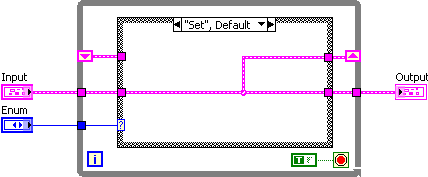 "Set", Default
Input
Output
Enum
?
i
T